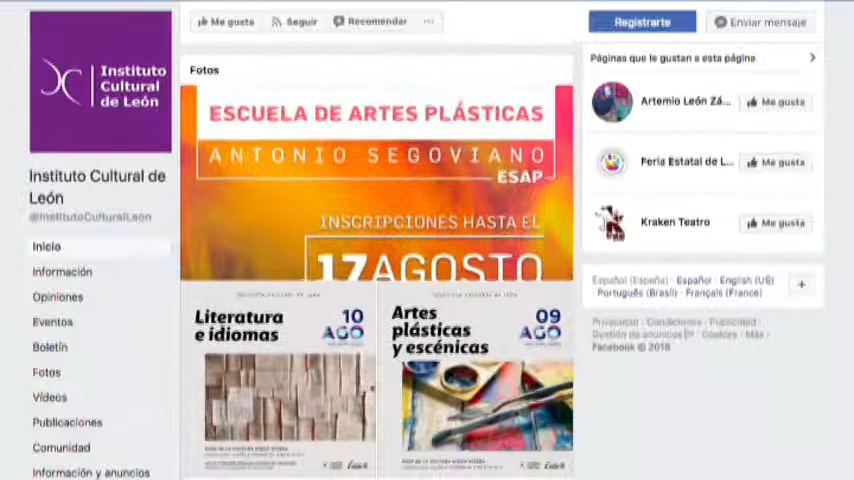 Instituto
Cultural
de León
Instituto Cultural de
León
@InstitutoCulturalLeon
Inicio
Información
Opiniones
Eventos
Boletín
Fotos
Vídeos
Publicaciones
Comunidad
Información y anuncios
Me gusta
Seguir
Recomendar
...
Fotos
ESCUELA DE ARTES PLÁSTICAS
ANTONIO SEGOVIANO
ESAP
INSCRIPCIONES HASTA EL
17 AGOSTO
Literatura
e idiomas
10
AGO
Artes
plásticas
y escénicas
09
AGO
Registrarte
Enviar mensaje
Páginas que le gustan a esta página
Artemio León Zá... Me gusta
Feria Estatal de L... Me gusta
Kraken Teatro Me gusta
Español (España) · Español · English (US)
· Português (Brasil) · Français (France)
+
Privacidad · Condiciones · Publicidad ·
Gestión de anuncios · Cookies · Más
Facebook © 2018